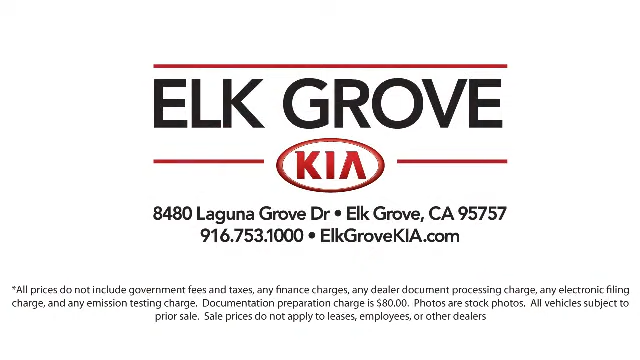 ELK GROVE
KIA
8480 Laguna Grove Dr • Elk Grove, CA 95757
916.753.1000 • ElkGroveKIA.com
*All prices do not include government fees and taxes, any finance charges, any dealer document processing charge, any electronic filing
charge, and any emission testing charge. Documentation preparation charge is $80.00. Photos are stock photos. All vehicles subject to
prior sale. Sale prices do not apply to leases, employees, or other dealers